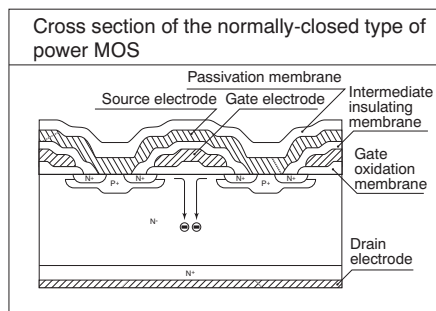 Cross section of the normally-closed type of
power MOS
Passivation membrane
Source electrode
Gate electrode
Intermediate
insulating
membrane
Gate
oxidation
membrane
N+
P+
N+
N+
P+
N+
N-
Drain
electrode
N+